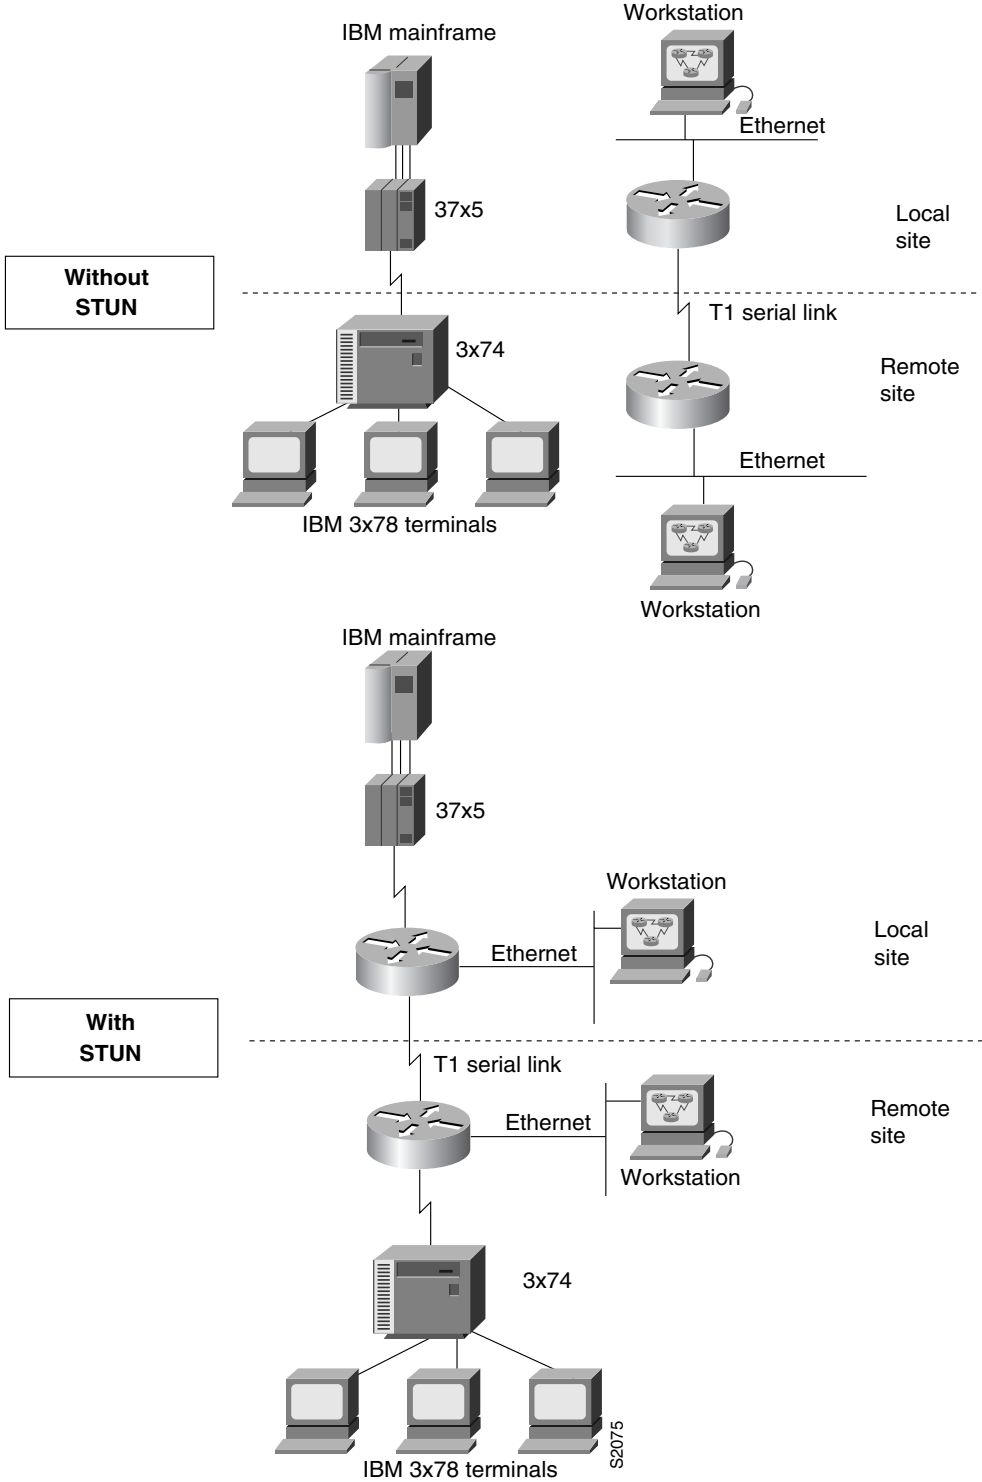 IBM mainframe
Workstation
Ethernet
37x5
Local
site
Without
STUN
T1 serial link
3x74
Remote
site
Ethernet
IBM 3x78 terminals
Workstation
IBM mainframe
37x5
Workstation
Ethernet
Local
site
With
STUN
T1 serial link
Ethernet
Remote
site
Workstation
3x74
S2075
IBM 3x78 terminals